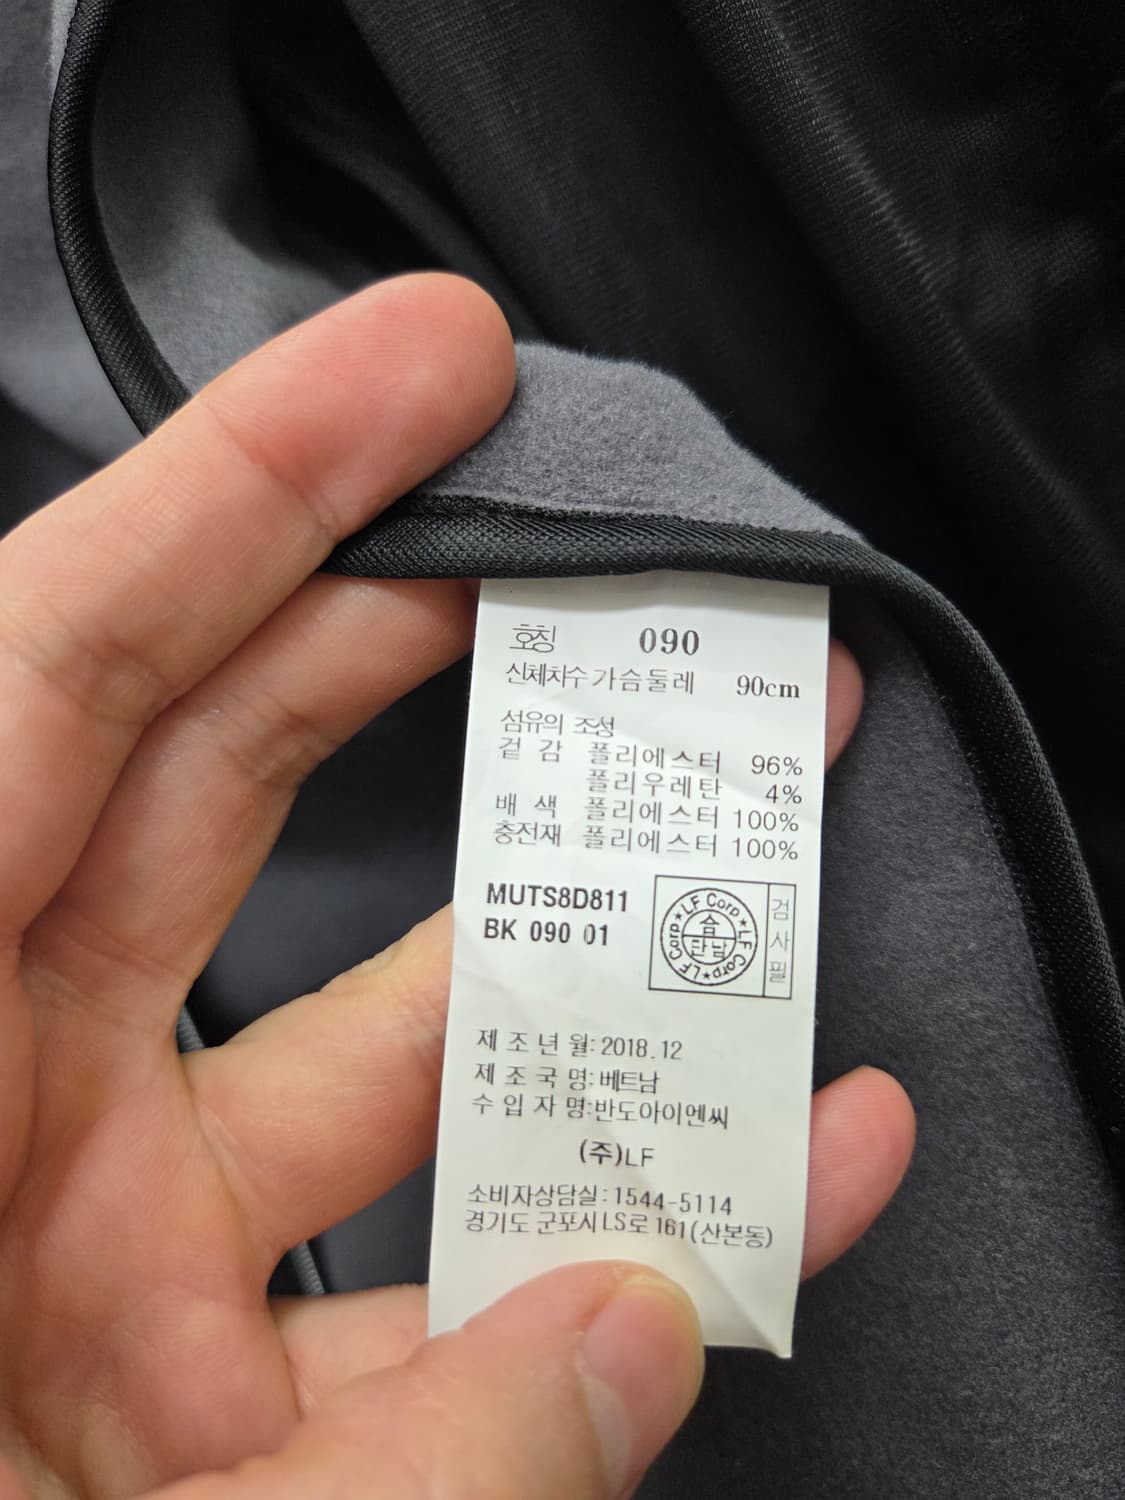 호칭 090
신체치수 가슴둘레 90cm
섬유의 조성
겉 감 폴리에스터 96%
폴리우레탄 4%
배 색 폴리에스터 100%
충전재 폴리에스터 100%
MUTS8D811
BK 090 01
LF Corp★LF Corp★LF Corp★
숨
단남
검사필
제 조 년 월: 2018.12
제 조 국 명: 베트남
수 입 자 명:반도아이엔씨
(주)LF
소비자상담실: 1544-5114
경기도 군포시 LS로 161(산본동)